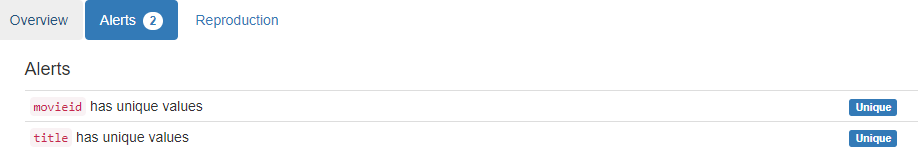 Overview Alerts 2 Reproduction
Alerts
movieid has unique values Unique
title has unique values Unique